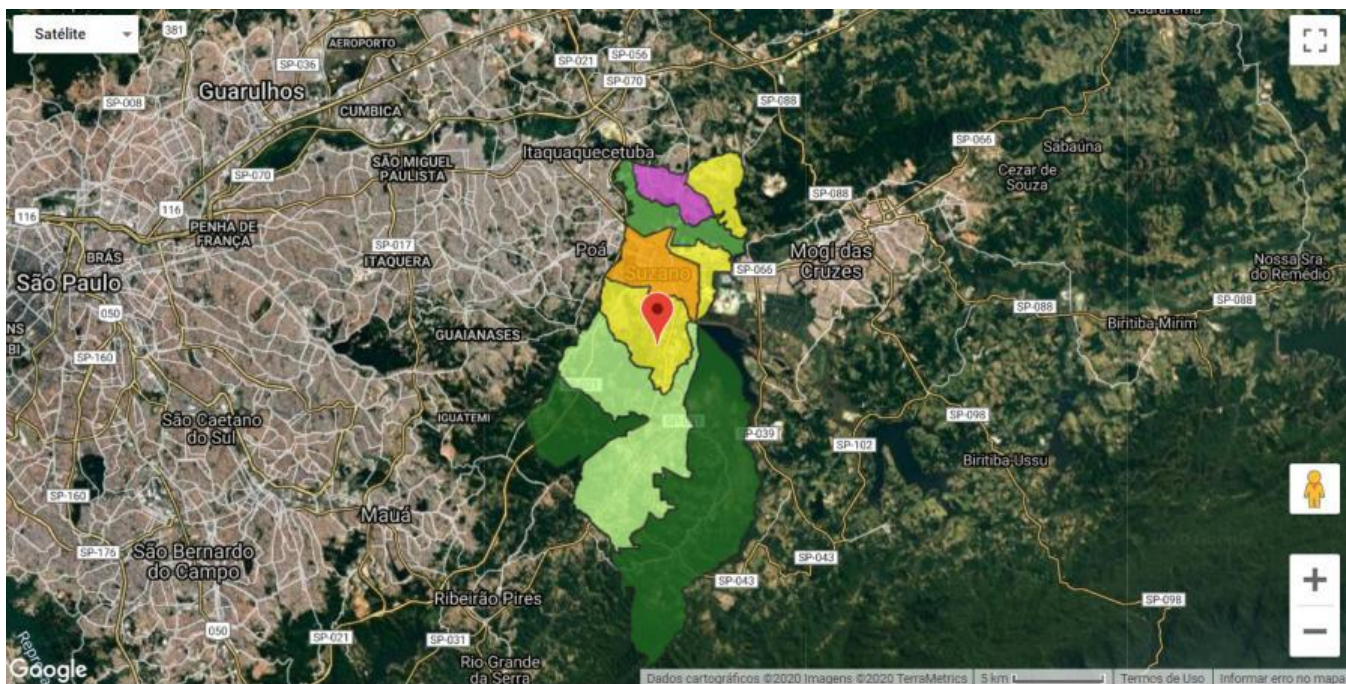 Satélite
381
AEROPORTO
SP-036
SP-021
SP-056
SP-070
Guararema
Guarulhos
SP-008
CUMBICA
SP-088
SP-066
Sabaúna
Itaquaquecetuba
SÃO MIGUEL
PAULISTA
SP-070
Cezar de
Souza
SP-088
116
116
PENHA DE
FRANÇA
SP-017
ITAQUERA
BRÁS
Poá
Mogi das
Cruzes
SP-066
Suzano
Nossa Sra.
do Remédio
São Paulo
SP-088
SP-088
050
Biritiba Mirim
GUAIANASES
SP-160
São Caetano
do Sul
IGUATEMI
SP-039
SP-102
SP-098
Biritiba-Ussu
SP-160
Mauá
SP-176
São Bernardo
do Campo
SP-043
SP-043
Ribeirão Pires
SP-098
050
SP-021
SP-031
Rio Grande
da Serra
Google
Dados cartográficos ©2020 Imagens ©2020 TerraMetrics
5 km
Termos de Uso
Informar erro no mapa